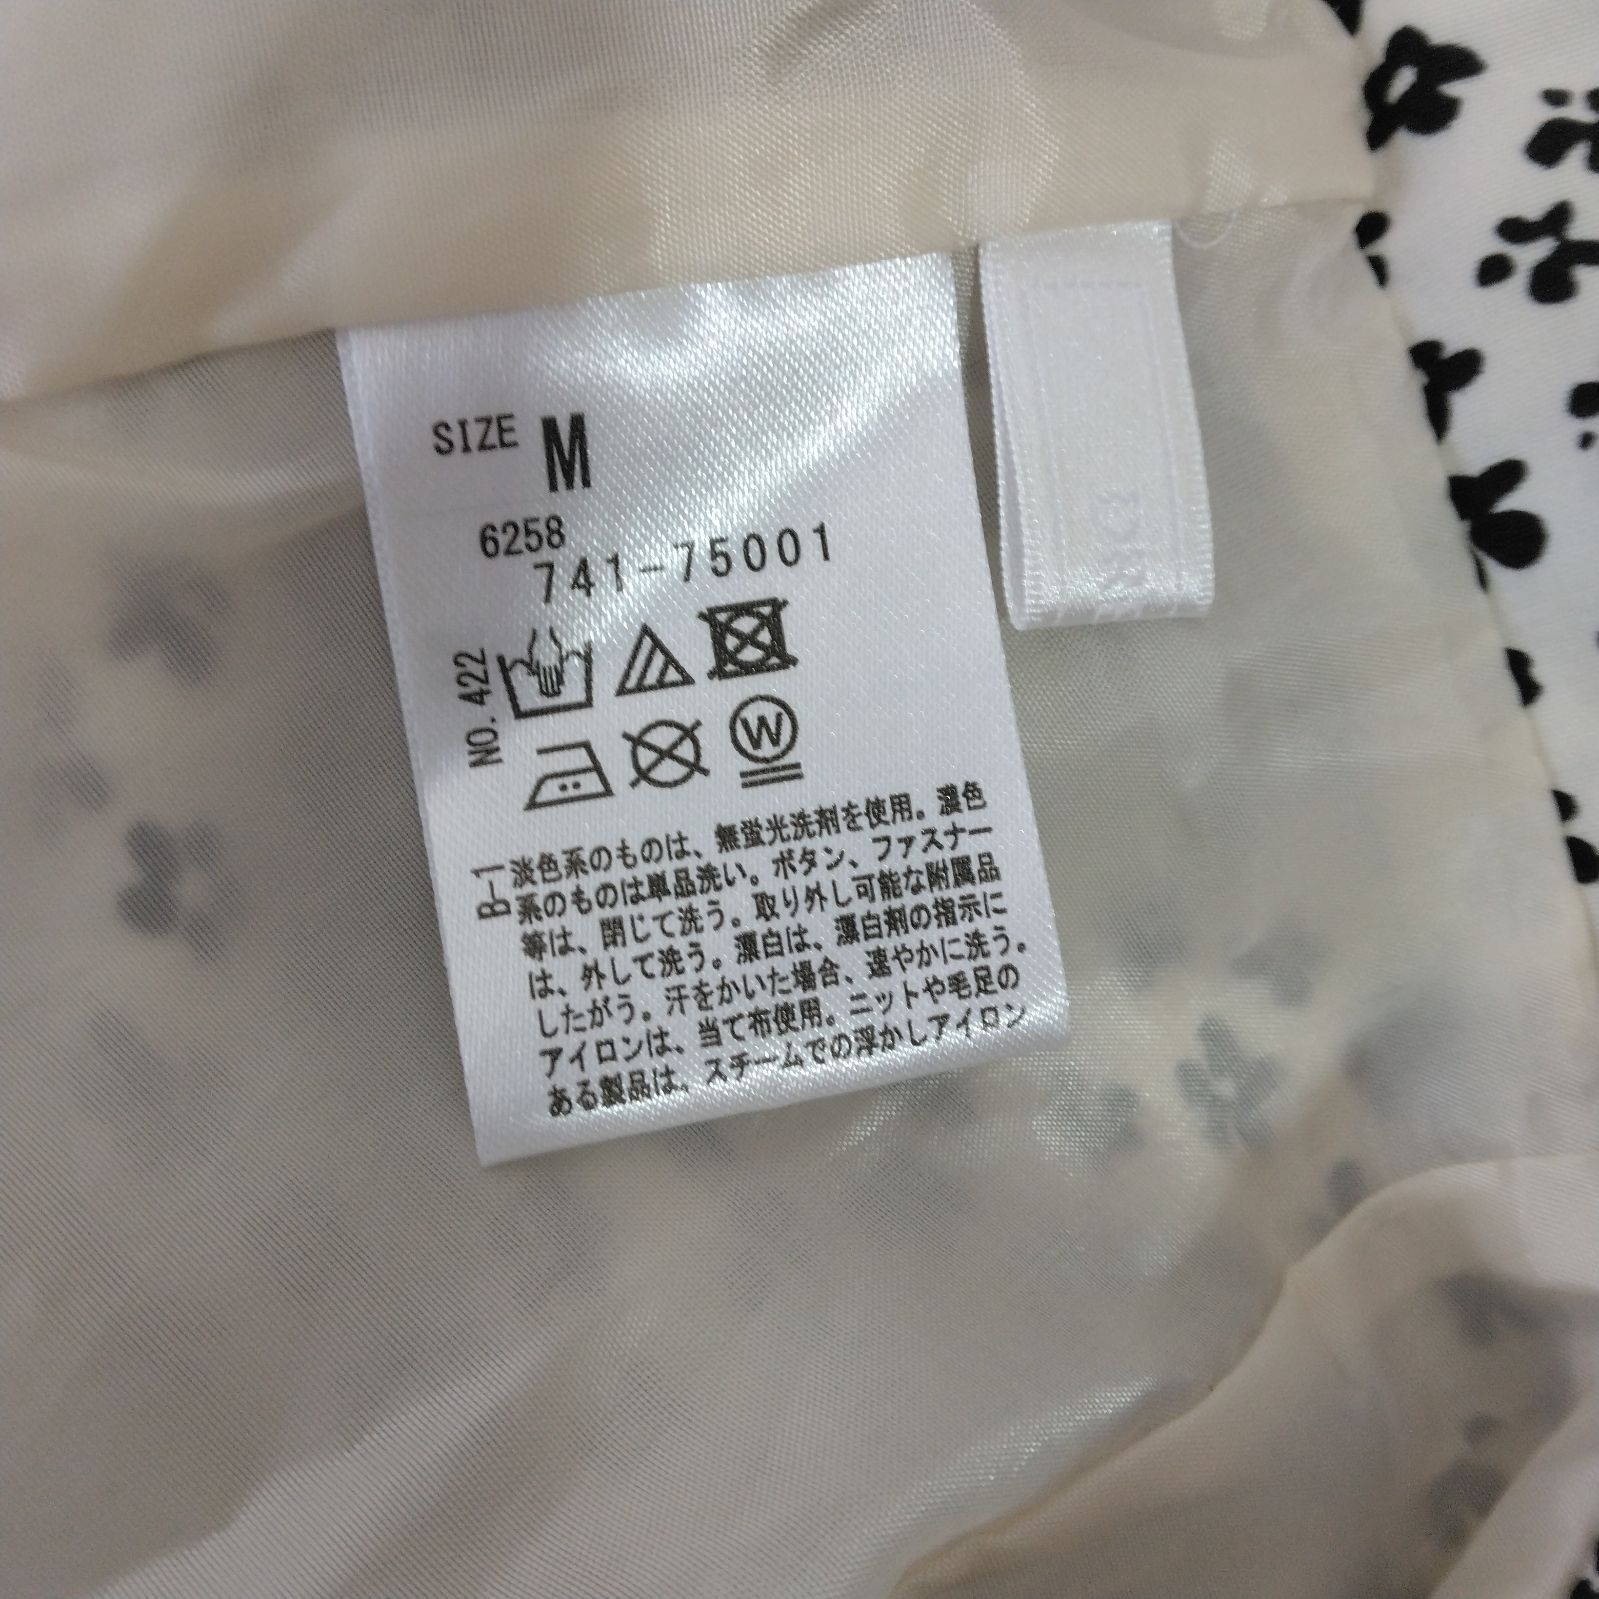 SIZE M
6258
741-75001
NO. 422
W
B-1
淡色系のものは、無蛍光洗剤を使用。濃色
系のものは単品洗い。ボタン、ファスナー
等は、閉じて洗う。取り外し可能な附属品
は、外して洗う。漂白は、漂白剤の指示に
したがう。汗をかいた場合、速やかに洗う。
アイロンは、当て布使用。ニットや毛足の
ある製品は、スチームでの浮かしアイロン